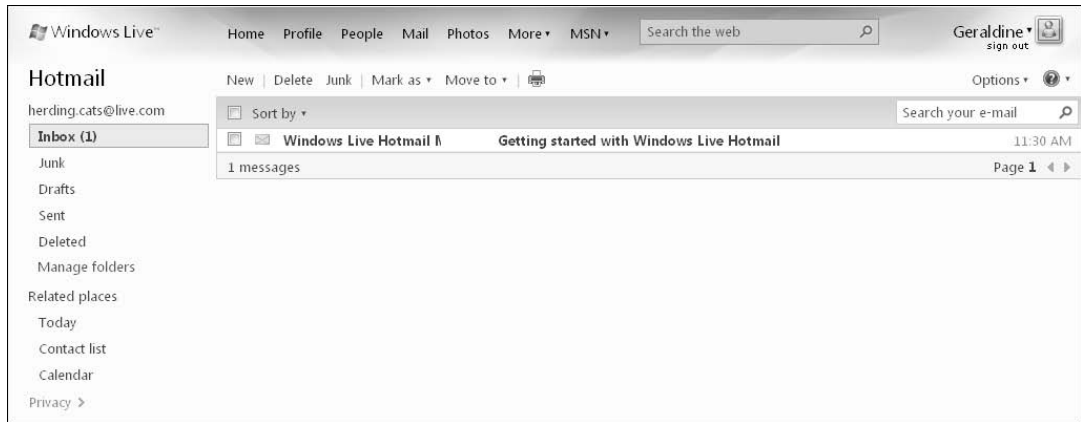 Windows Live™
Home Profile People Mail Photos More MSN Search the web
Geraldine
sign out
Hotmail
New | Delete Junk | Mark as Move to |
Options
herding.cats@live.com
Sort by
Search your e-mail
Inbox (1)
Windows Live Hotmail M Getting started with Windows Live Hotmail 11:30 AM
Junk
1 messages
Page 1
Drafts
Sent
Deleted
Manage folders
Related places
Today
Contact list
Calendar
Privacy >